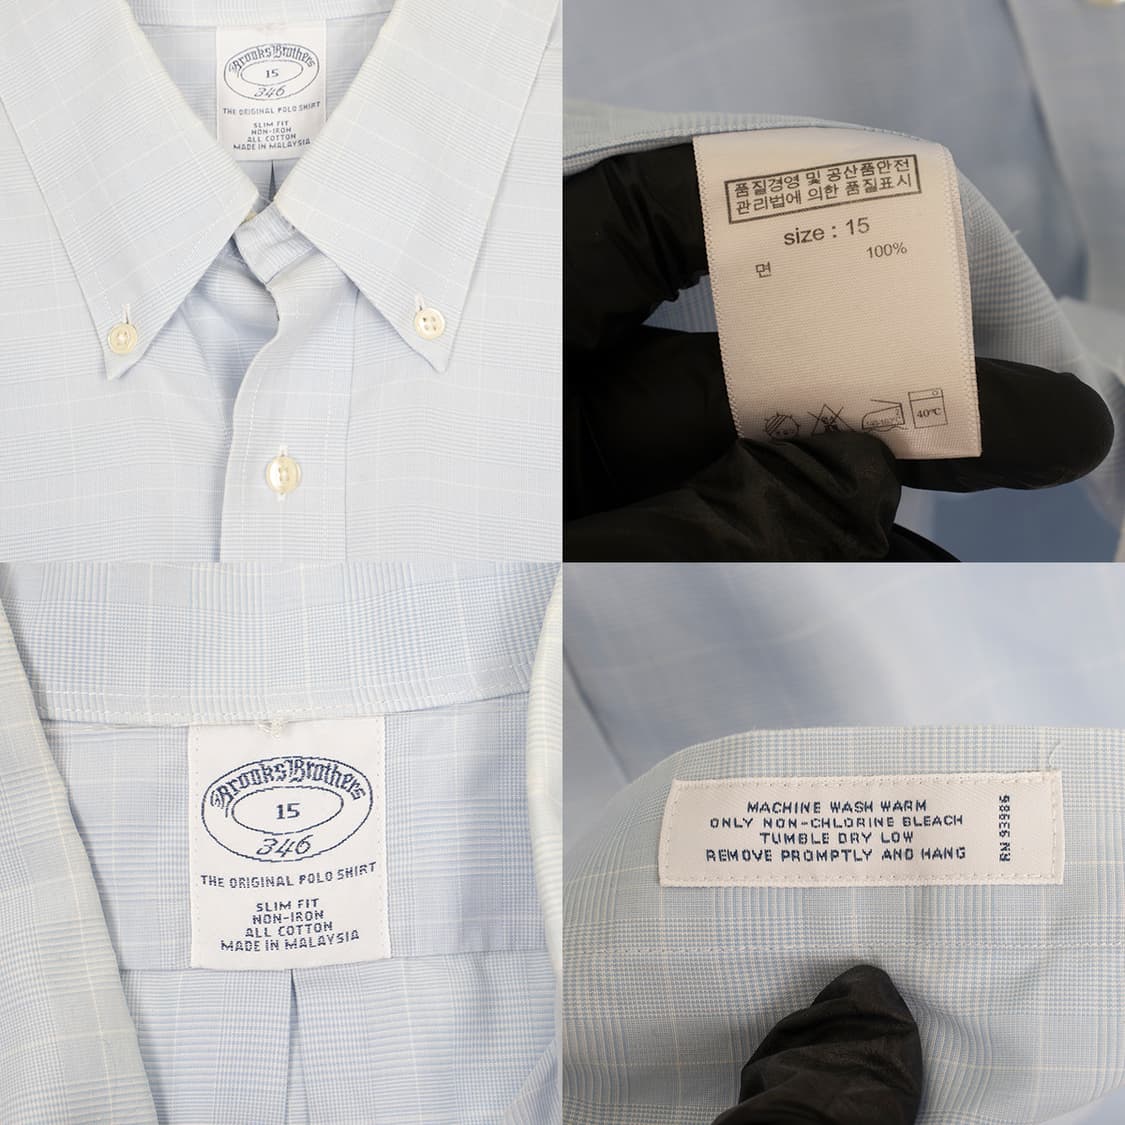 Brooks Brothers
15
346
THE ORIGINAL POLO SHIRT
SLIM FIT
NON-IRON
ALL COTTON
MADE IN MALAYSIA
품질경영 및 공산품안전
관리법에 의한 품질표시
size : 15
100%
면
40℃
Brooks Brothers
15
346
THE ORIGINAL POLO SHIRT
SLIM FIT
NON-IRON
ALL COTTON
MADE IN MALAYSIA
MACHINE WASH WARM
ONLY NON-CHLORINE BLEACH
TUMBLE DRY LOW
REMOVE PROMPTLY AND HANG
RN 93986